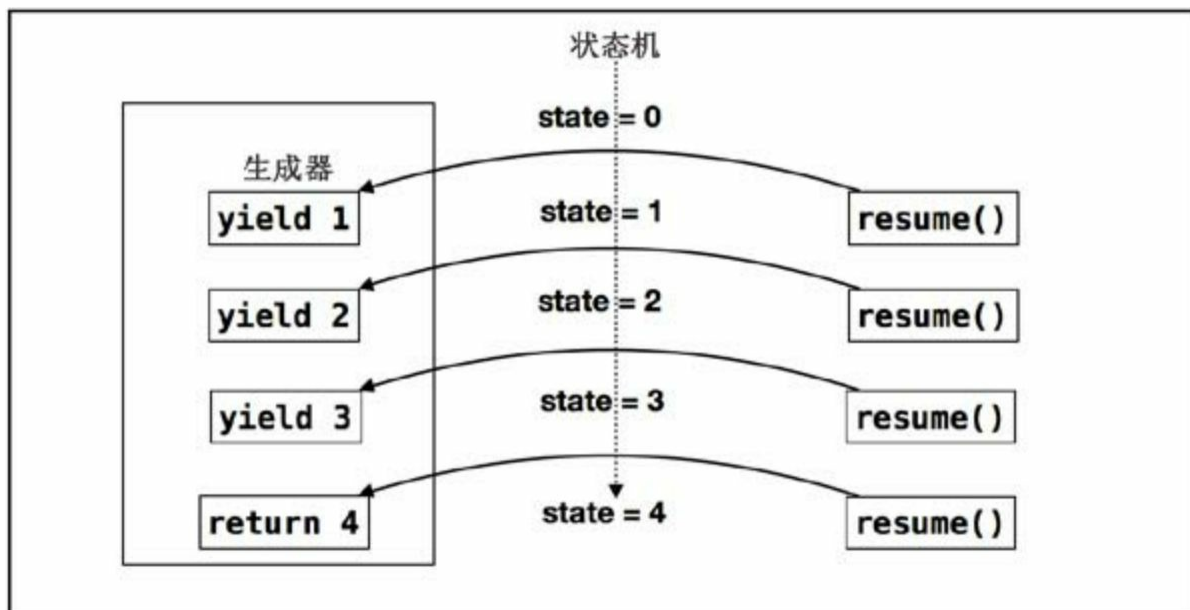 状态机
state = 0
生成器
yield 1
state = 1
resume()
yield 2
state = 2
resume()
yield 3
state = 3
resume()
return 4
state = 4
resume()